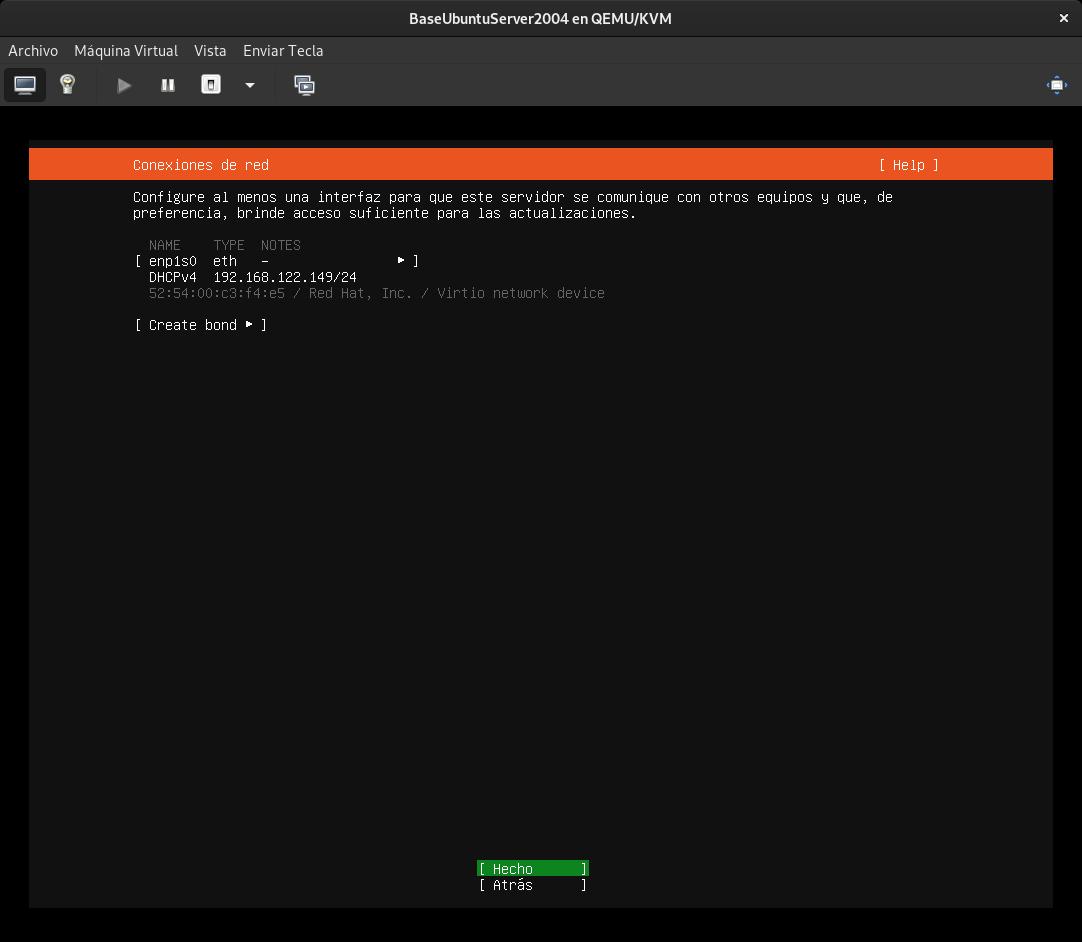 BaseUbuntuServer2004 en QEMU/KVM
Archivo Máquina Virtual Vista Enviar Tecla
Conexiones de red [ Help ]
Configure al menos una interfaz para que este servidor se comunique con otros equipos y que, de
preferencia, brinde acceso suficiente para las actualizaciones.
NAME TYPE NOTES
[ enp1s0 eth – ▸ ]
DHCPv4 192.168.122.149/24
52:54:00:c3:f4:e5 / Red Hat, Inc. / Virtio network device
[ Create bond ▸ ]
[ Hecho ]
[ Atrás ]